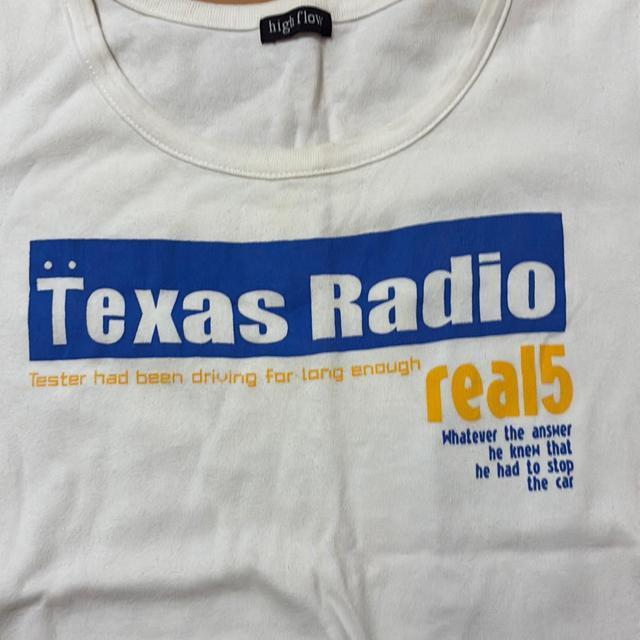 high flow
T̈exas Radio
Tester had been driving for long enough
real5
Whatever the answer
he knew that
he had to stop
the car